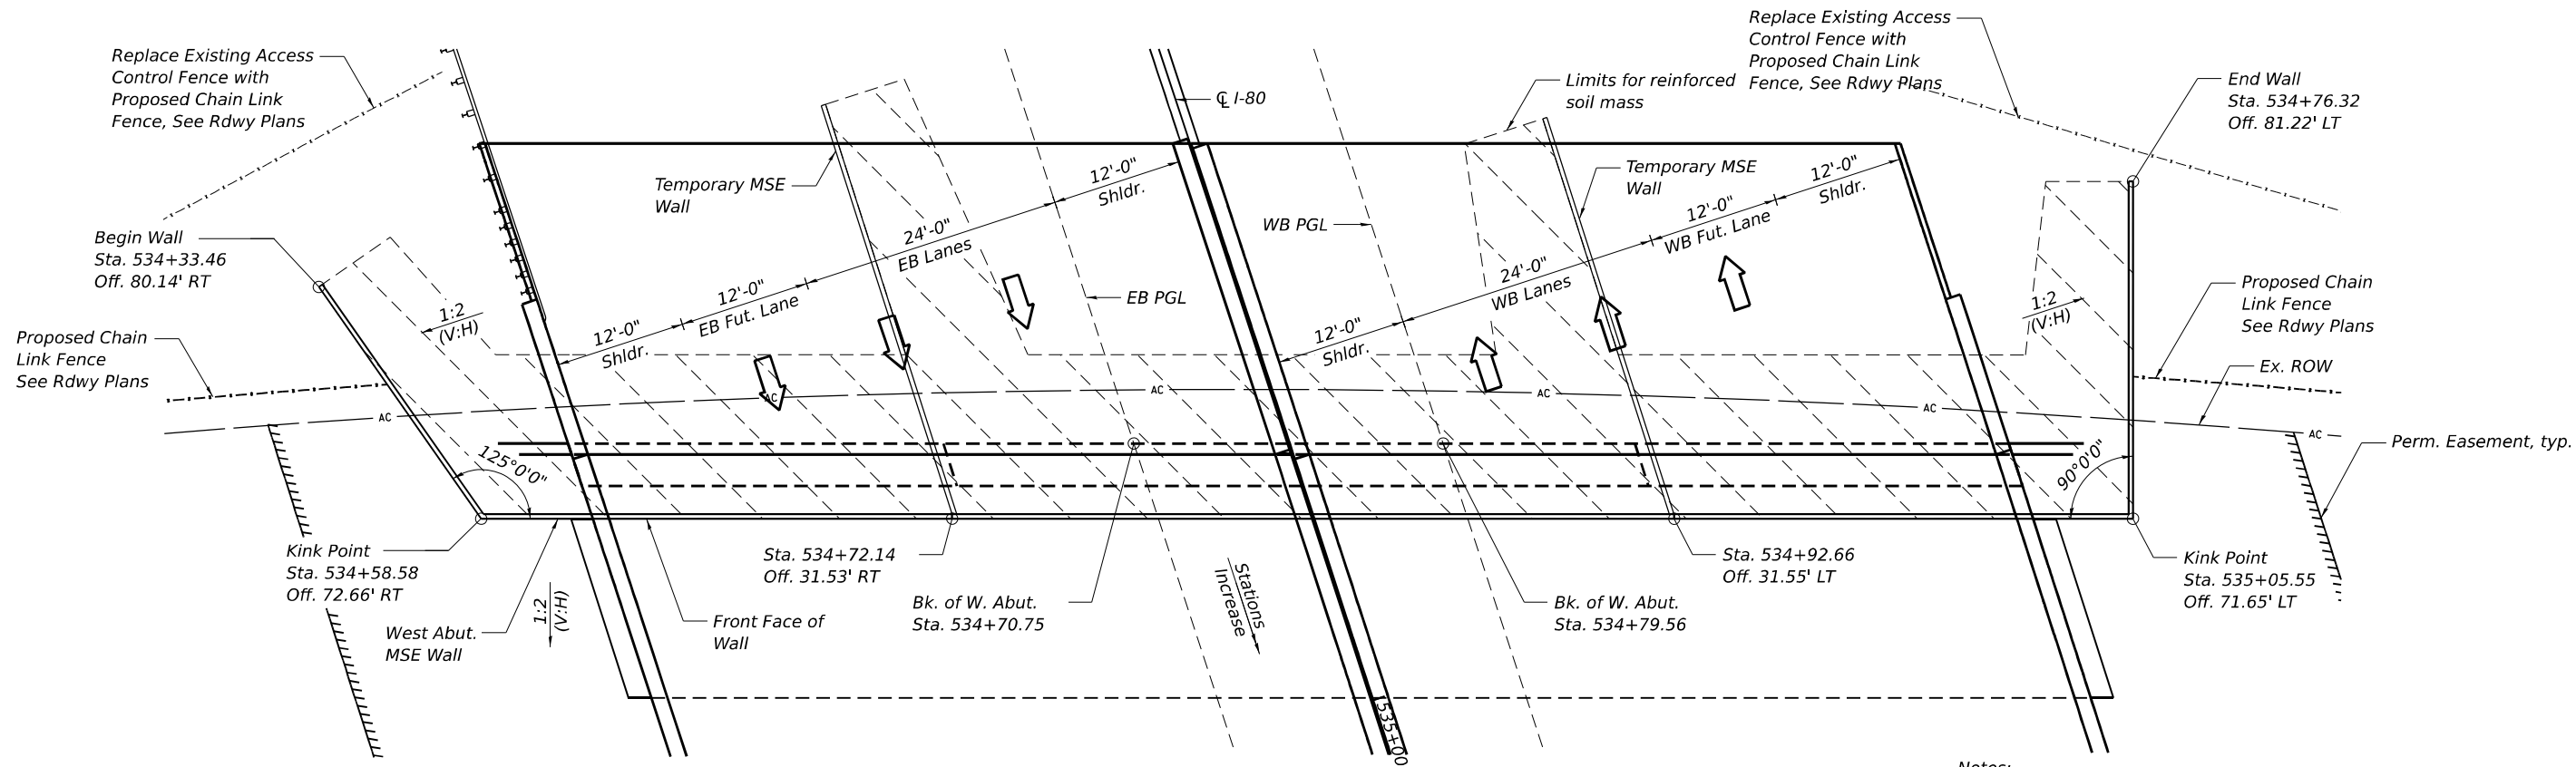 Replace Existing Access
Control Fence with
Proposed Chain Link
Fence, See Rdwy Plans
Replace Existing Access
Control Fence with
Proposed Chain Link
Fence, See Rdwy Plans
Limits for reinforced
soil mass
℄ I-80
End Wall
Sta. 534+76.32
Off. 81.22' LT
Temporary MSE
Wall
Temporary MSE
Wall
12'-0"
Shldr.
12'-0"
Shldr.
12'-0"
WB Fut. Lane
24'-0"
EB Lanes
24'-0"
WB Lanes
WB PGL
Begin Wall
Sta. 534+33.46
Off. 80.14' RT
EB PGL
12'-0"
EB Fut. Lane
12'-0"
Shldr.
12'-0"
Shldr.
1:2
(V:H)
1:2
(V:H)
Proposed Chain
Link Fence
See Rdwy Plans
Proposed Chain
Link Fence
See Rdwy Plans
Ex. ROW
AC
AC
AC
AC
AC
AC
125°0'0"
90°0'0"
Perm. Easement, typ.
Kink Point
Sta. 534+58.58
Off. 72.66' RT
Sta. 534+72.14
Off. 31.53' RT
Sta. 534+92.66
Off. 31.55' LT
Kink Point
Sta. 535+05.55
Off. 71.65' LT
Bk. of W. Abut.
Sta. 534+70.75
Stations
Increase
Bk. of W. Abut.
Sta. 534+79.56
1:2
(V:H)
West Abut.
MSE Wall
Front Face of
Wall
535+00
Notes: